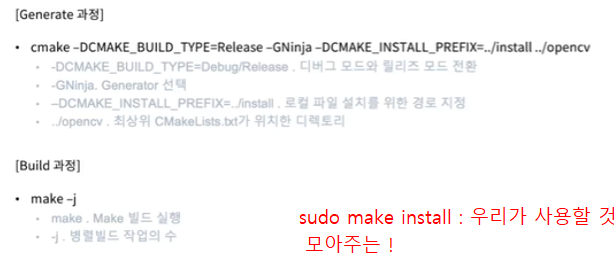 [Generate 과정]
• cmake –DCMAKE_BUILD_TYPE=Release –GNinja –DCMAKE_INSTALL_PREFIX=../install ../opencv
• -DCMAKE_BUILD_TYPE=Debug/Release . 디버그 모드와 릴리즈 모드 전환
• -GNinja. Generator 선택
• –DCMAKE_INSTALL_PREFIX=../install . 로컬 파일 설치를 위한 경로 지정
• ../opencv . 최상위 CMakeLists.txt가 위치한 디렉토리
[Build 과정]
• make –j
• make . Make 빌드 실행
• -j . 병렬빌드 작업의 수
sudo make install : 우리가 사용할 것
모아주는 !